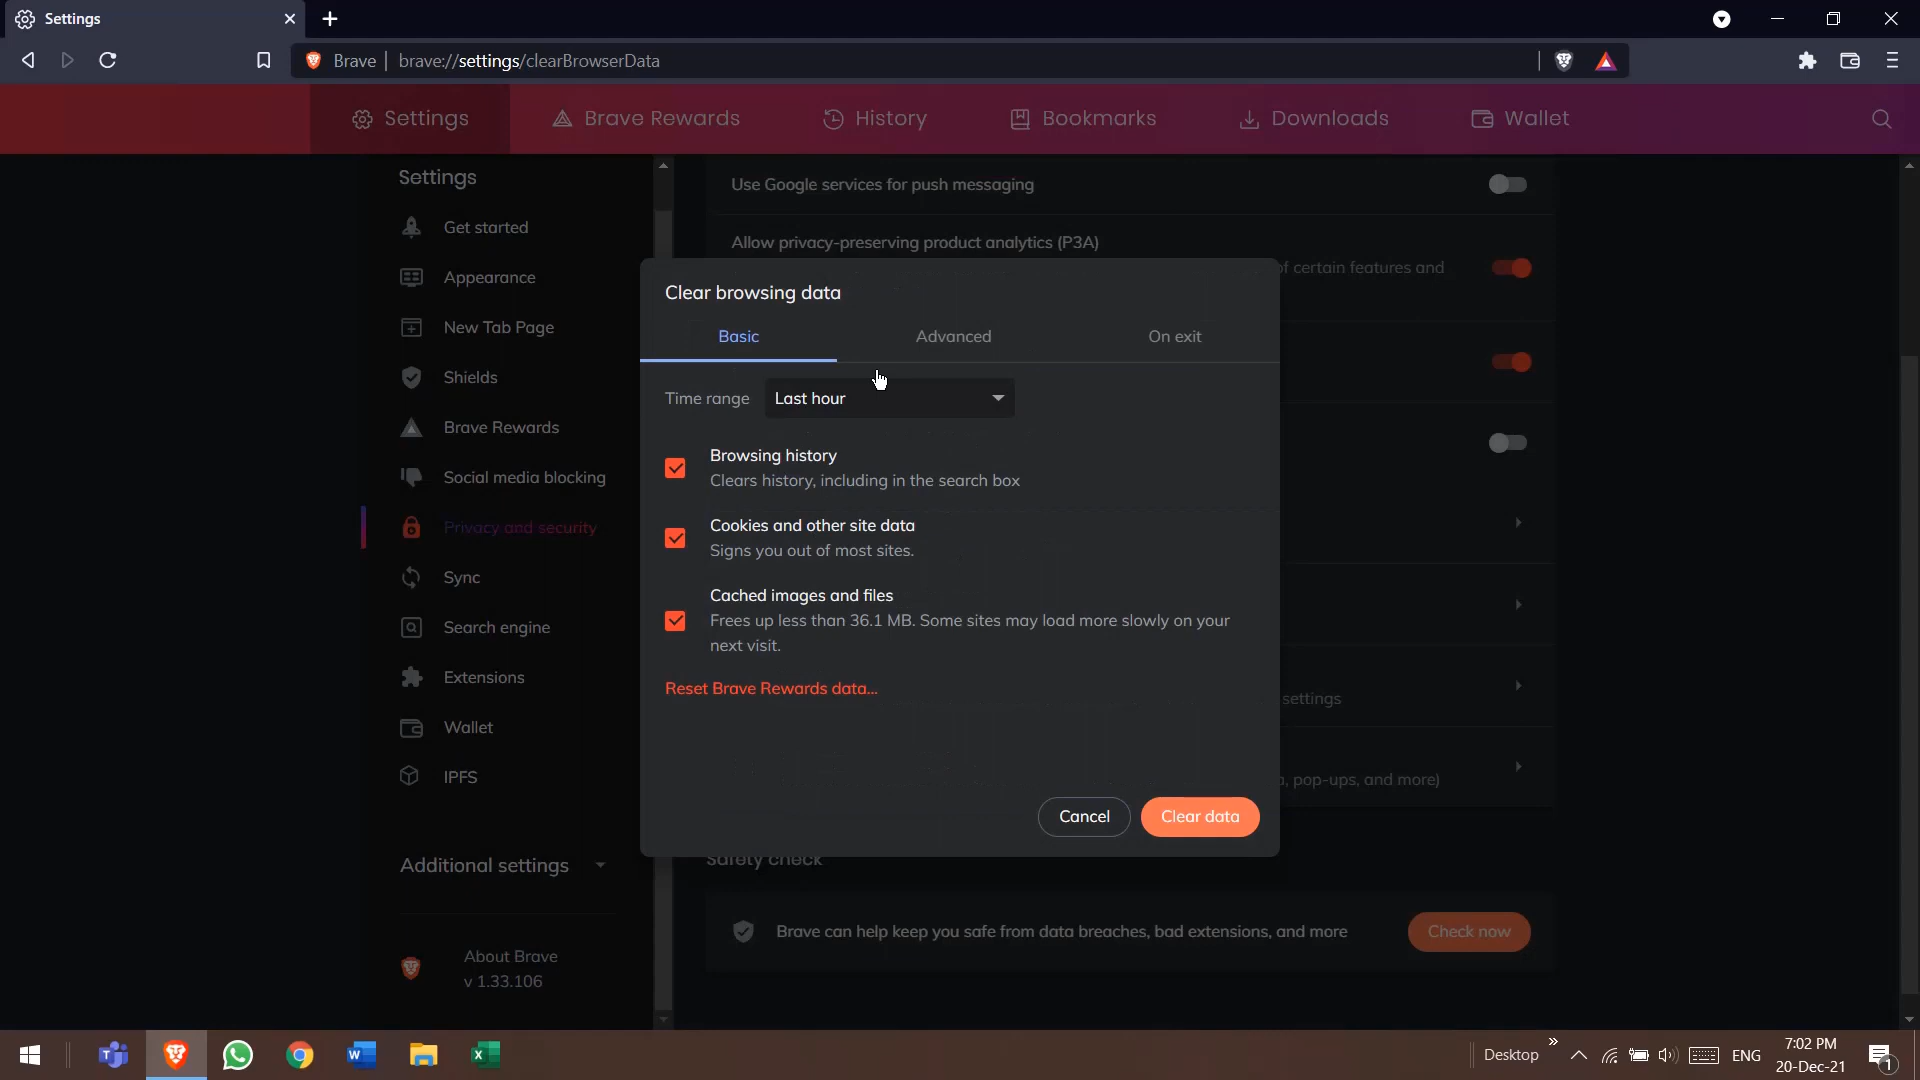 Settings
Brave | brave://settings/clearBrowserData
Settings
Brave Rewards
History
Bookmarks
Downloads
Wallet
Settings
Get started
Appearance
New Tab Page
Shields
Brave Rewards
Social media blocking
Privacy and security
Sync
Search engine
Extensions
Wallet
IPFS
Additional settings
About Brave
v 1.33.106
Use Google services for push messaging
Allow privacy-preserving product analytics (P3A)
of certain features and
Clear browsing data
Basic
Advanced
On exit
Time range
Last hour
Browsing history
Clears history, including in the search box
Cookies and other site data
Signs you out of most sites.
Cached images and files
Frees up less than 36.1 MB. Some sites may load more slowly on your
next visit.
Reset Brave Rewards data...
Cancel
Clear data
settings
, pop-ups, and more)
Safety check
Brave can help keep you safe from data breaches, bad extensions, and more
Check now
Desktop
ENG
7:02 PM
20-Dec-21
1